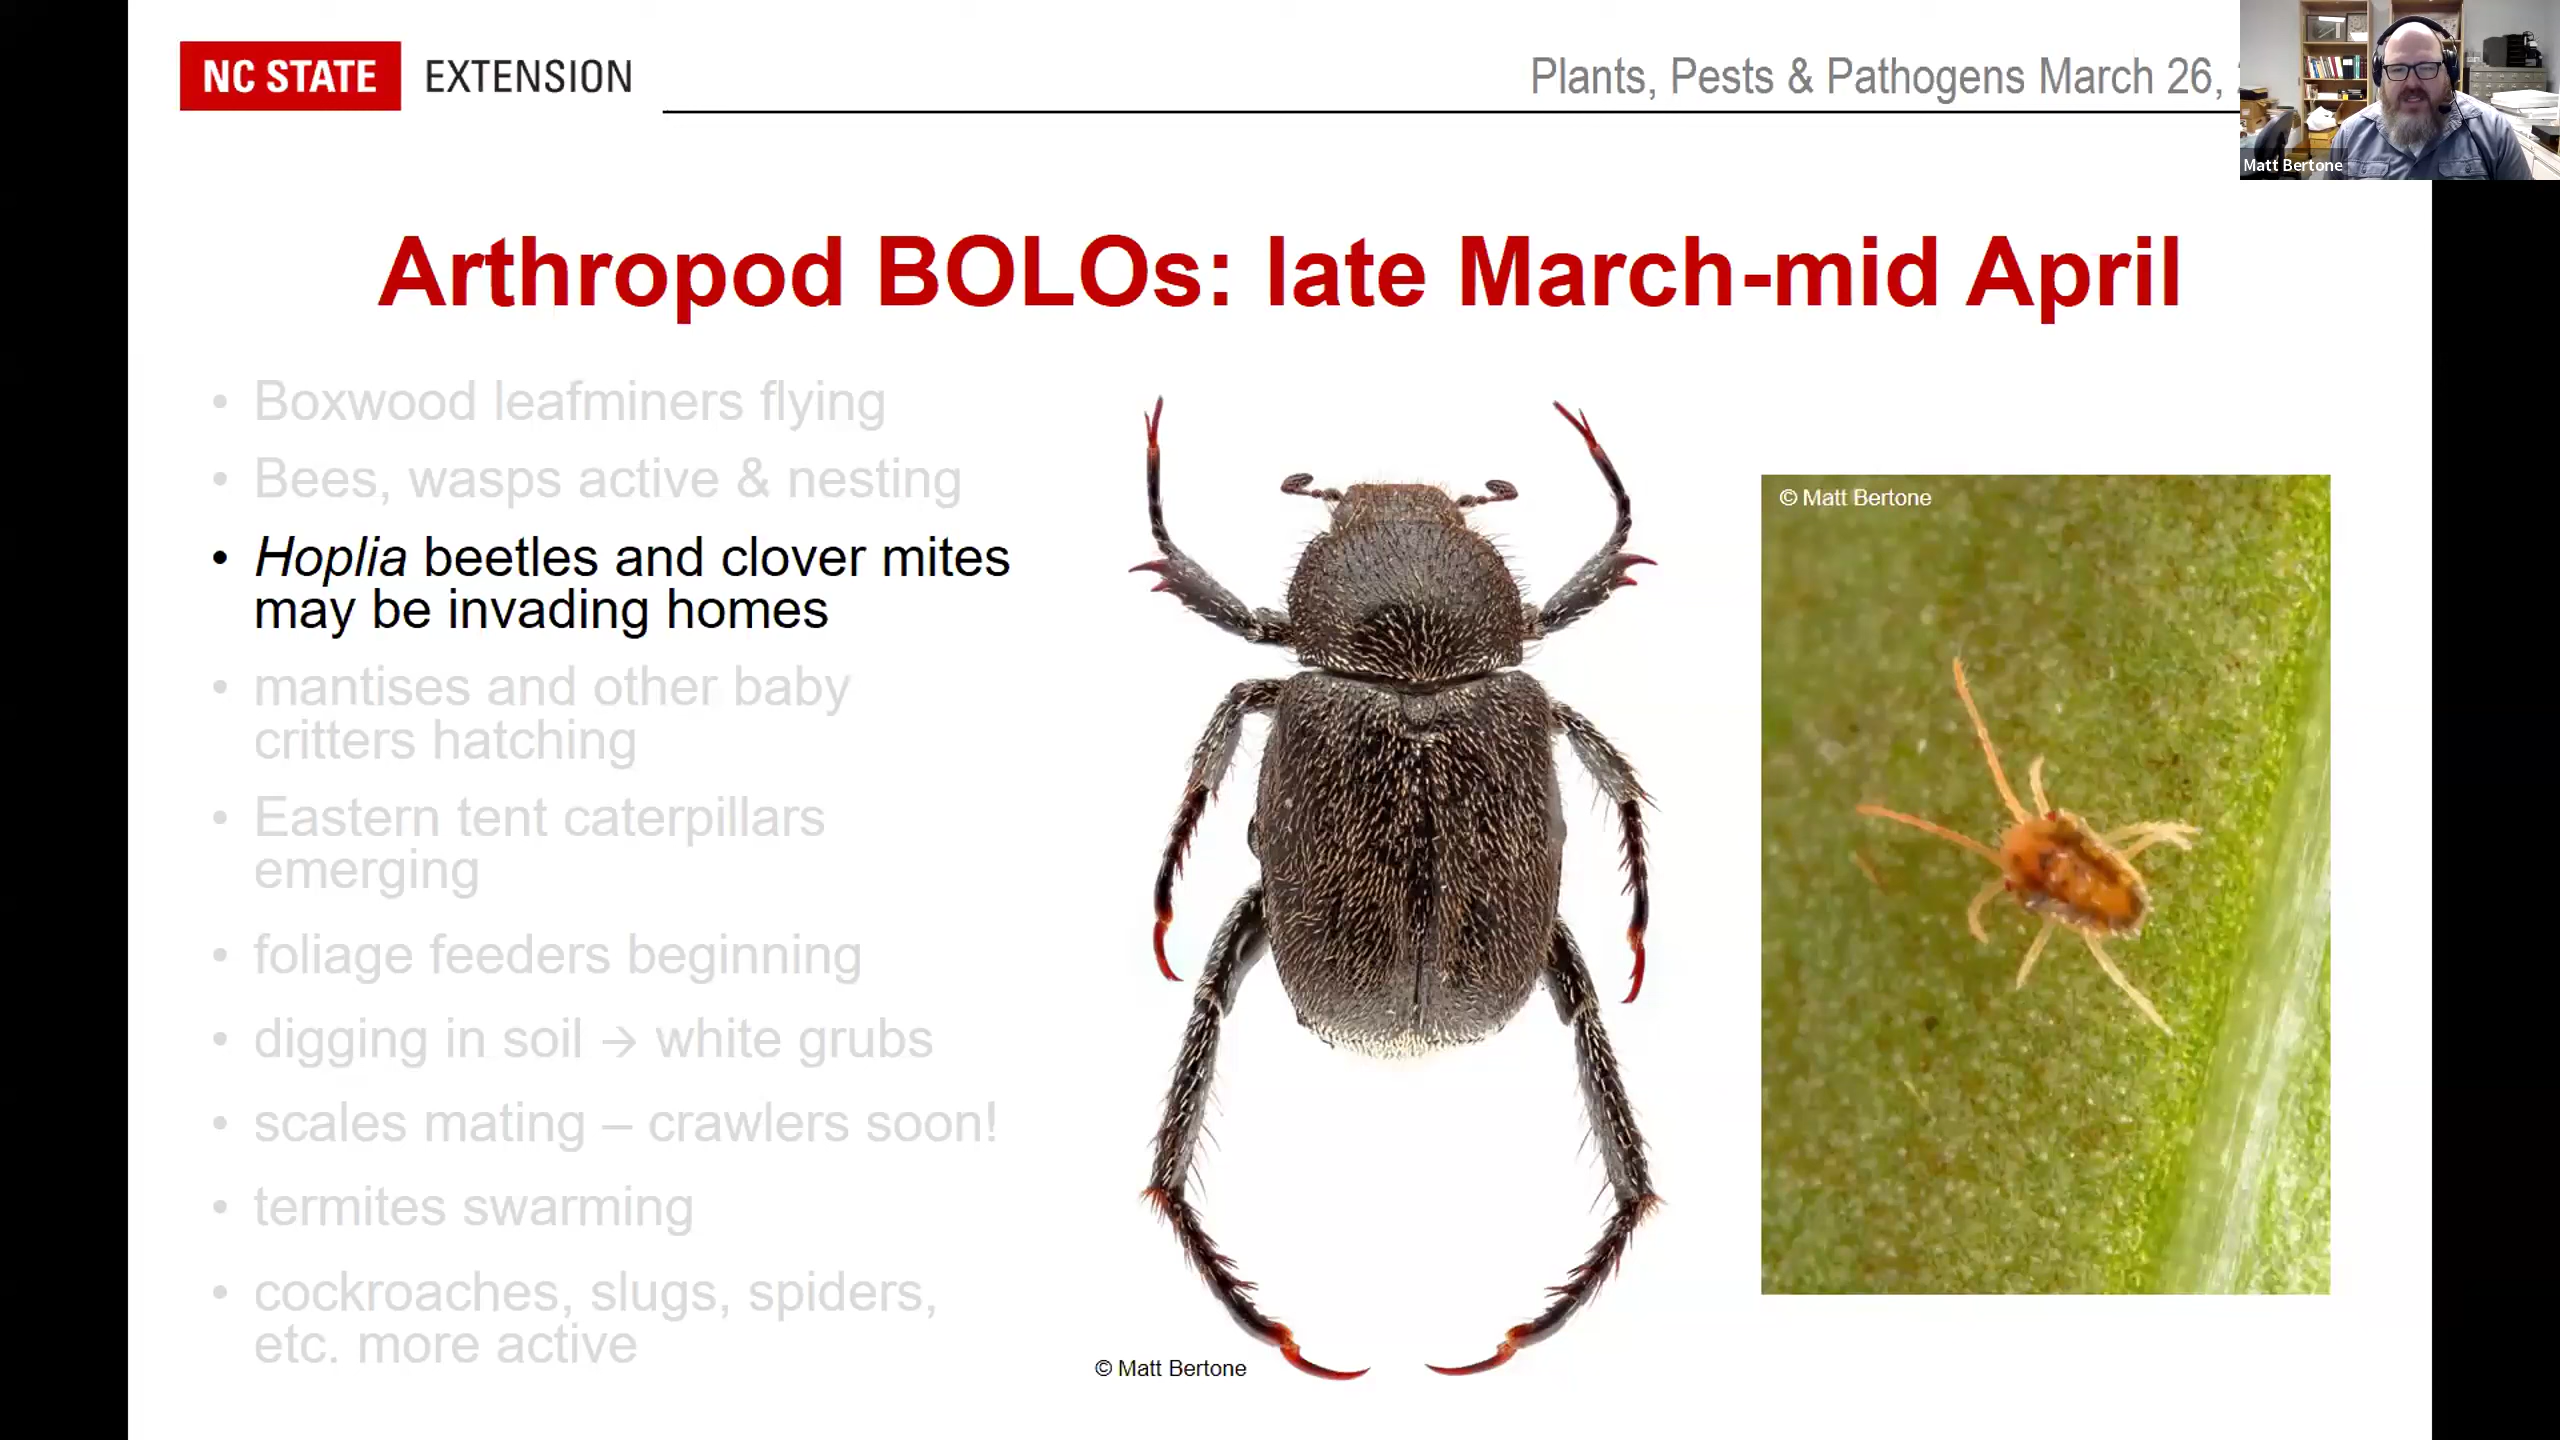 NC STATE EXTENSION
Plants, Pests & Pathogens March 26,
Matt Bertone
Arthropod BOLOs: late March-mid April
• Boxwood leafminers flying
• Bees, wasps active & nesting
• Hoplia beetles and clover mites
may be invading homes
• mantises and other baby
critters hatching
• Eastern tent caterpillars
emerging
• foliage feeders beginning
• digging in soil → white grubs
• scales mating – crawlers soon!
• termites swarming
• cockroaches, slugs, spiders,
etc. more active
© Matt Bertone
© Matt Bertone